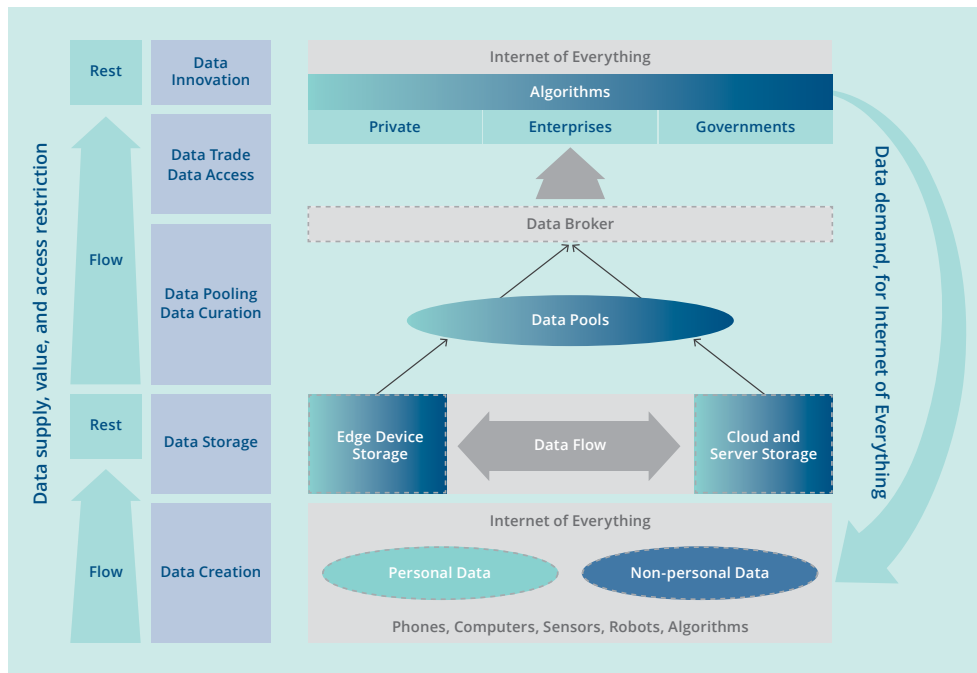 Data supply, value, and access restriction
Rest
Data
Innovation
Flow
Data Trade
Data Access
Data Pooling
Data Curation
Rest
Data Storage
Flow
Data Creation
Internet of Everything
Algorithms
Private
Enterprises
Governments
Data Broker
Data Pools
Edge Device
Storage
Data Flow
Cloud and
Server Storage
Internet of Everything
Personal Data
Non-personal Data
Phones, Computers, Sensors, Robots, Algorithms
Data demand, for Internet of Everything